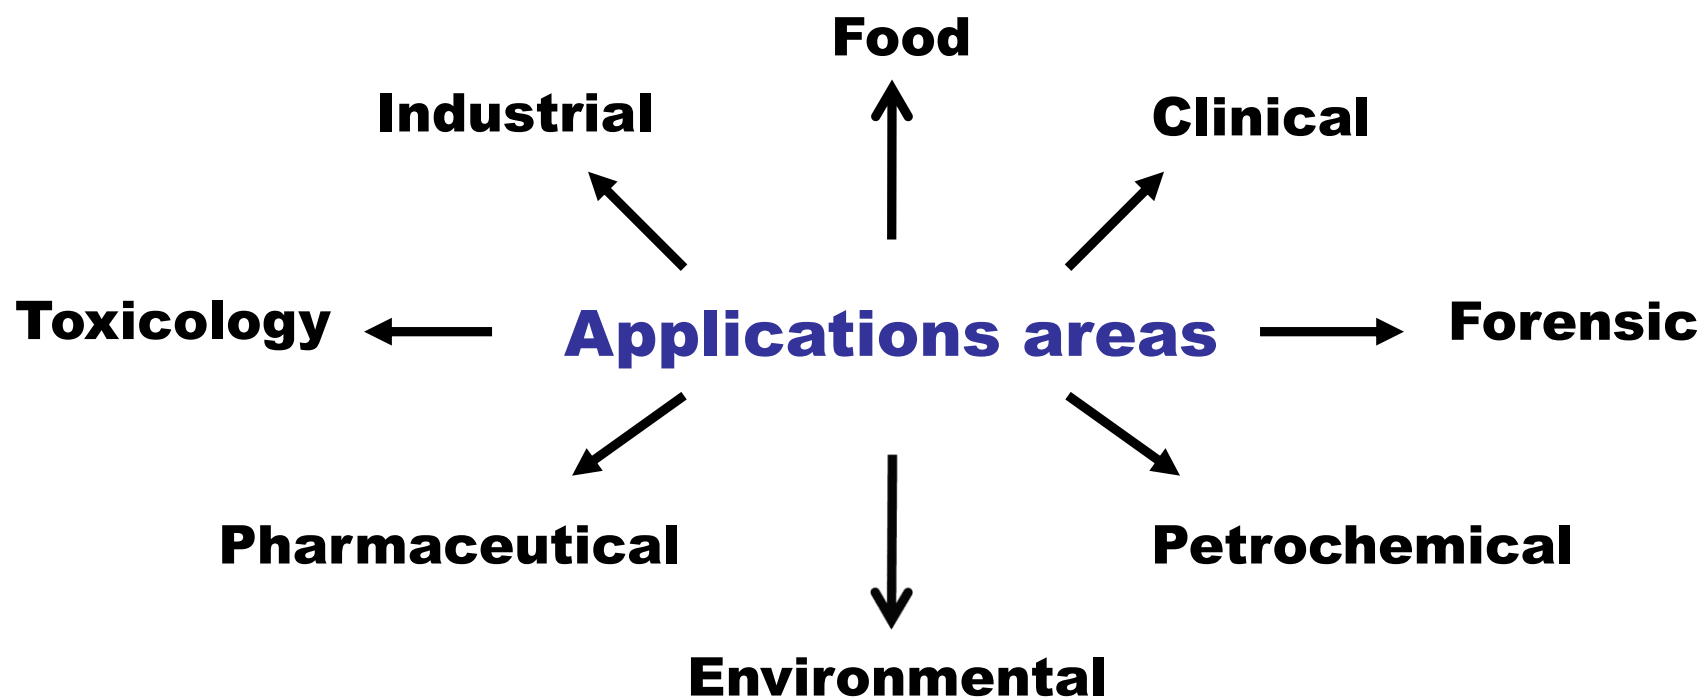 Food
Industrial
Clinical
Toxicology
Applications areas
Forensic
Pharmaceutical
Petrochemical
Environmental